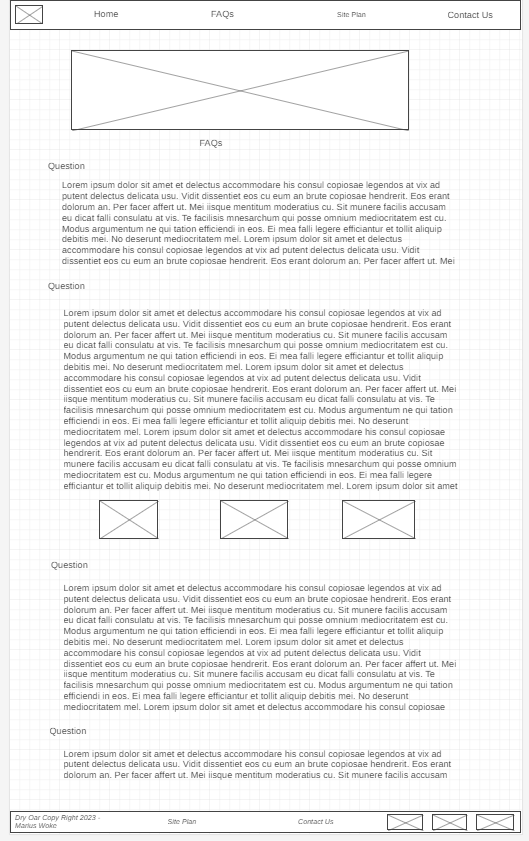 Home FAQs Site Plan Contact Us
FAQs
Question
Lorem ipsum dolor sit amet et delectus accommodare his consul copiosae legendos at vix ad
putent delectus delicata usu. Vidit dissentiet eos cu eum an brute copiosae hendrerit. Eos erant
dolorum an. Per facer affert ut. Mei iisque mentitum moderatius cu. Sit munere facilis accusam
eu dicat falli consulatu at vis. Te facilisis mnesarchum qui posse omnium mediocritatem est cu.
Modus argumentum ne qui tation efficiendi in eos. Ei mea falli legere efficiantur et tollit aliquip
debitis mei. No deserunt mediocritatem mel. Lorem ipsum dolor sit amet et delectus
accommodare his consul copiosae legendos at vix ad putent delectus delicata usu. Vidit
dissentiet eos cu eum an brute copiosae hendrerit. Eos erant dolorum an. Per facer affert ut. Mei
Question
Lorem ipsum dolor sit amet et delectus accommodare his consul copiosae legendos at vix ad
putent delectus delicata usu. Vidit dissentiet eos cu eum an brute copiosae hendrerit. Eos erant
dolorum an. Per facer affert ut. Mei iisque mentitum moderatius cu. Sit munere facilis accusam
eu dicat falli consulatu at vis. Te facilisis mnesarchum qui posse omnium mediocritatem est cu.
Modus argumentum ne qui tation efficiendi in eos. Ei mea falli legere efficiantur et tollit aliquip
debitis mei. No deserunt mediocritatem mel. Lorem ipsum dolor sit amet et delectus
accommodare his consul copiosae legendos at vix ad putent delectus delicata usu. Vidit
dissentiet eos cu eum an brute copiosae hendrerit. Eos erant dolorum an. Per facer affert ut. Mei
iisque mentitum moderatius cu. Sit munere facilis accusam eu dicat falli consulatu at vis. Te
facilisis mnesarchum qui posse omnium mediocritatem est cu. Modus argumentum ne qui tation
efficiendi in eos. Ei mea falli legere efficiantur et tollit aliquip debitis mei. No deserunt
mediocritatem mel. Lorem ipsum dolor sit amet et delectus accommodare his consul copiosae
legendos at vix ad putent delectus delicata usu. Vidit dissentiet eos cu eum an brute copiosae
hendrerit. Eos erant dolorum an. Per facer affert ut. Mei iisque mentitum moderatius cu. Sit
munere facilis accusam eu dicat falli consulatu at vis. Te facilisis mnesarchum qui posse omnium
mediocritatem est cu. Modus argumentum ne qui tation efficiendi in eos. Ei mea falli legere
efficiantur et tollit aliquip debitis mei. No deserunt mediocritatem mel. Lorem ipsum dolor sit amet
Question
Lorem ipsum dolor sit amet et delectus accommodare his consul copiosae legendos at vix ad
putent delectus delicata usu. Vidit dissentiet eos cu eum an brute copiosae hendrerit. Eos erant
dolorum an. Per facer affert ut. Mei iisque mentitum moderatius cu. Sit munere facilis accusam
eu dicat falli consulatu at vis. Te facilisis mnesarchum qui posse omnium mediocritatem est cu.
Modus argumentum ne qui tation efficiendi in eos. Ei mea falli legere efficiantur et tollit aliquip
debitis mei. No deserunt mediocritatem mel. Lorem ipsum dolor sit amet et delectus
accommodare his consul copiosae legendos at vix ad putent delectus delicata usu. Vidit
dissentiet eos cu eum an brute copiosae hendrerit. Eos erant dolorum an. Per facer affert ut. Mei
iisque mentitum moderatius cu. Sit munere facilis accusam eu dicat falli consulatu at vis. Te
facilisis mnesarchum qui posse omnium mediocritatem est cu. Modus argumentum ne qui tation
efficiendi in eos. Ei mea falli legere efficiantur et tollit aliquip debitis mei. No deserunt
mediocritatem mel. Lorem ipsum dolor sit amet et delectus accommodare his consul copiosae
Question
Lorem ipsum dolor sit amet et delectus accommodare his consul copiosae legendos at vix ad
putent delectus delicata usu. Vidit dissentiet eos cu eum an brute copiosae hendrerit. Eos erant
dolorum an. Per facer affert ut. Mei iisque mentitum moderatius cu. Sit munere facilis accusam
Dry Oar Copy Right 2023 -
Marius Woke
Site Plan Contact Us